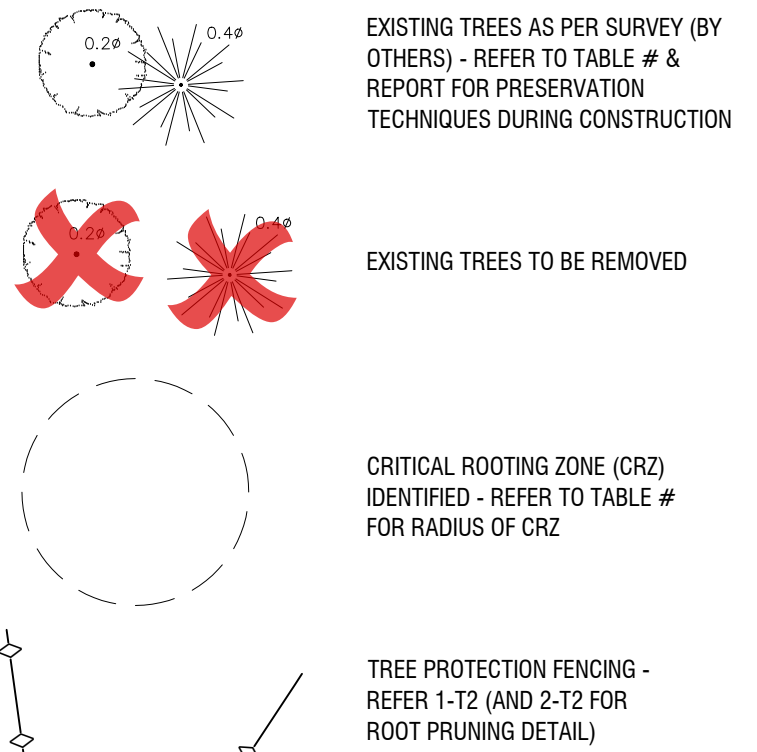 0.2ø
0.4ø
EXISTING TREES AS PER SURVEY (BY
OTHERS) - REFER TO TABLE # &
REPORT FOR PRESERVATION
TECHNIQUES DURING CONSTRUCTION
0.2ø
0.4ø
EXISTING TREES TO BE REMOVED
CRITICAL ROOTING ZONE (CRZ)
IDENTIFIED - REFER TO TABLE #
FOR RADIUS OF CRZ
TREE PROTECTION FENCING -
REFER 1-T2 (AND 2-T2 FOR
ROOT PRUNING DETAIL)